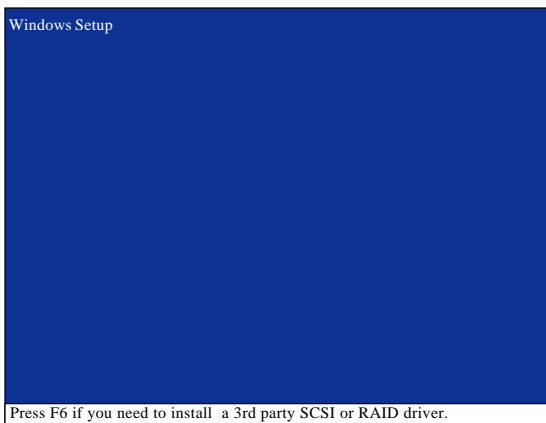 Windows Setup
Press F6 if you need to install a 3rd party SCSI or RAID driver.